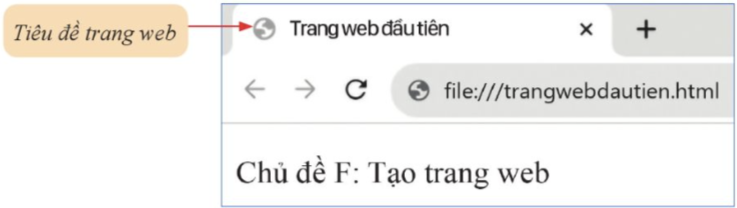 Tiêu đề trang web
Trang web đầu tiên
file:///trangwebdautien.html
Chủ đề F: Tạo trang web